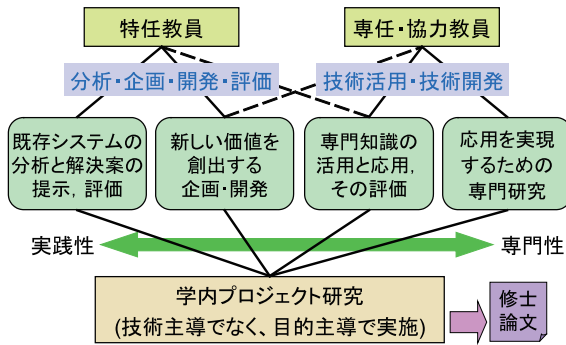 特任教員
専任・協力教員
分析・企画・開発・評価
技術活用・技術開発
既存システムの
分析と解決案の
提示, 評価
新しい価値を
創出する
企画・開発
専門知識の
活用と応用,
その評価
応用を実現
するための
専門研究
実践性
専門性
学内プロジェクト研究
(技術主導でなく、目的主導で実施)
修士
論文